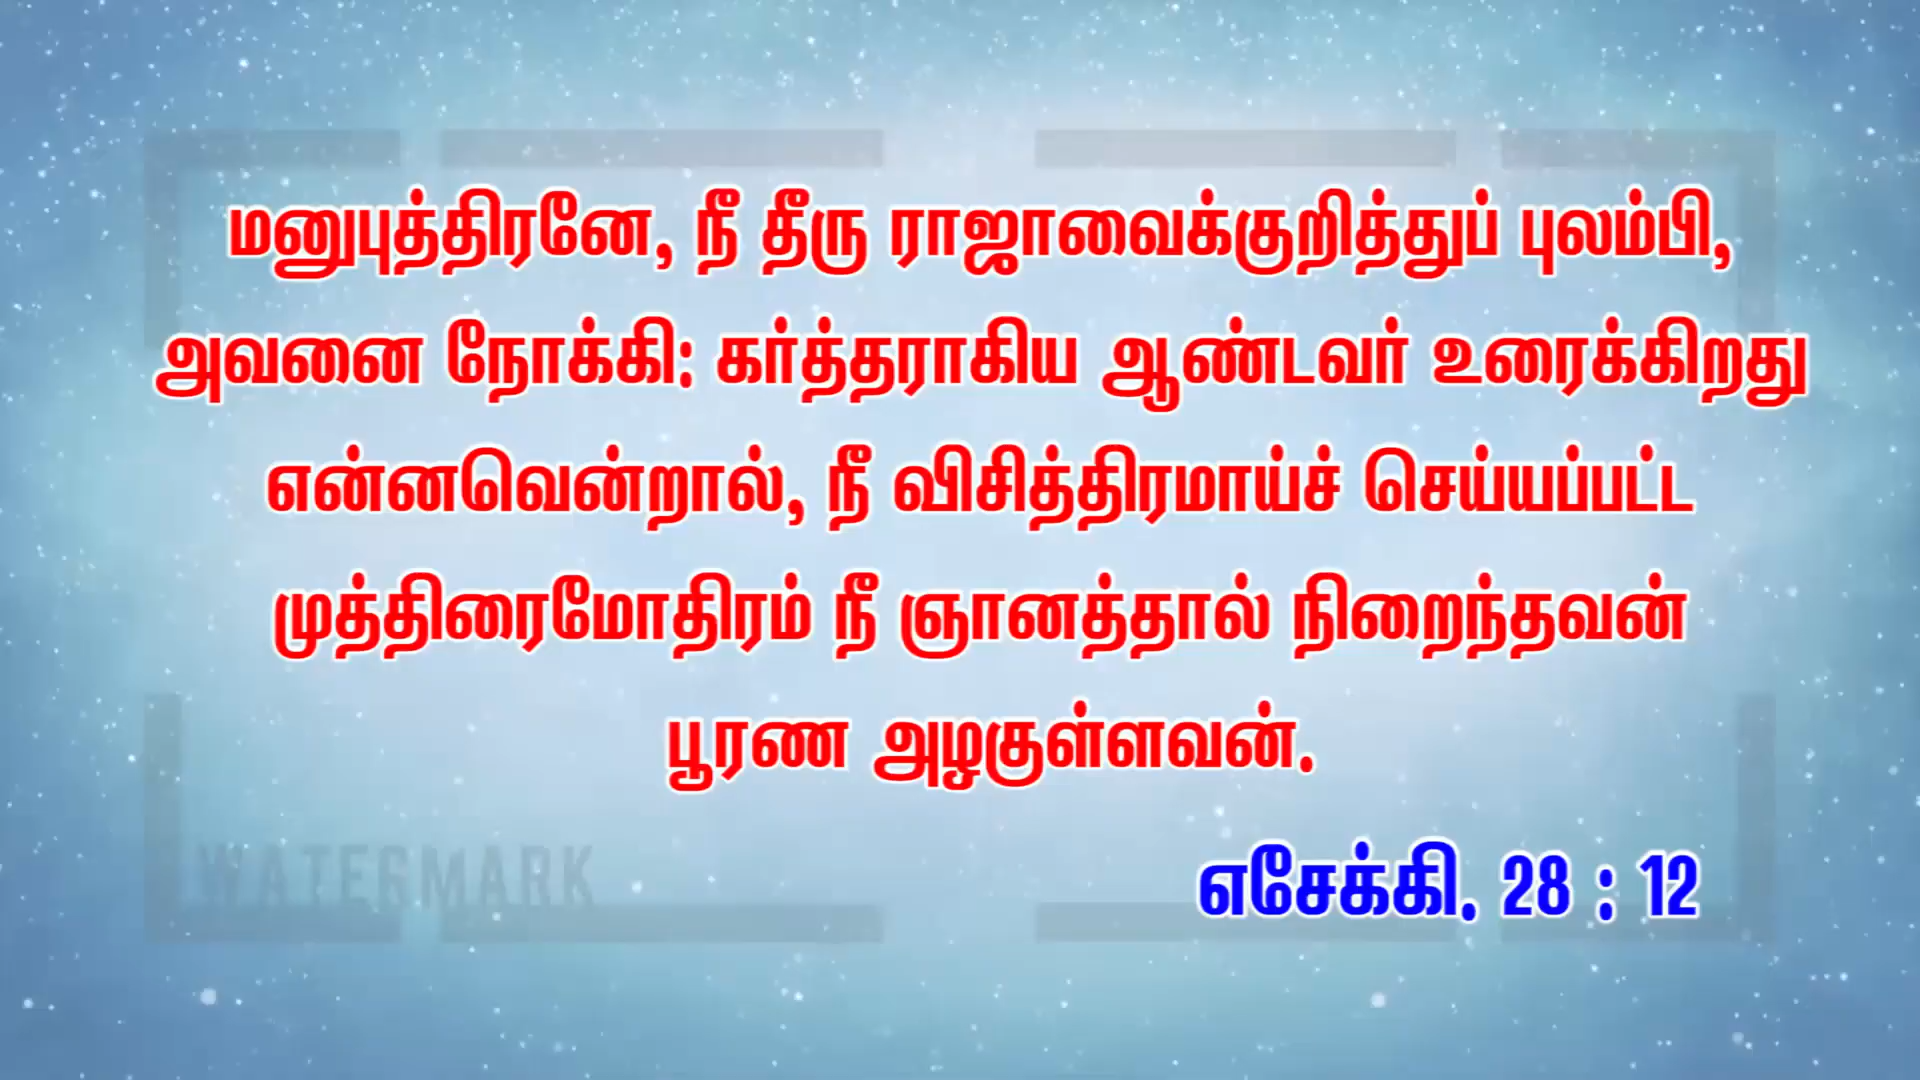 மனுபுத்திரனே, நீ தீரு ராஜாவைக்குறித்துப் புலம்பி,
அவனை நோக்கி: கர்த்தராகிய ஆண்டவர் உரைக்கிறது
என்னவென்றால், நீ விசித்திரமாய்ச் செய்யப்பட்ட
முத்திரைமோதிரம் நீ ஞானத்தால் நிறைந்தவன்
பூரண அழகுள்ளவன்.
WATERMARK
எசேக்கி. 28 : 12